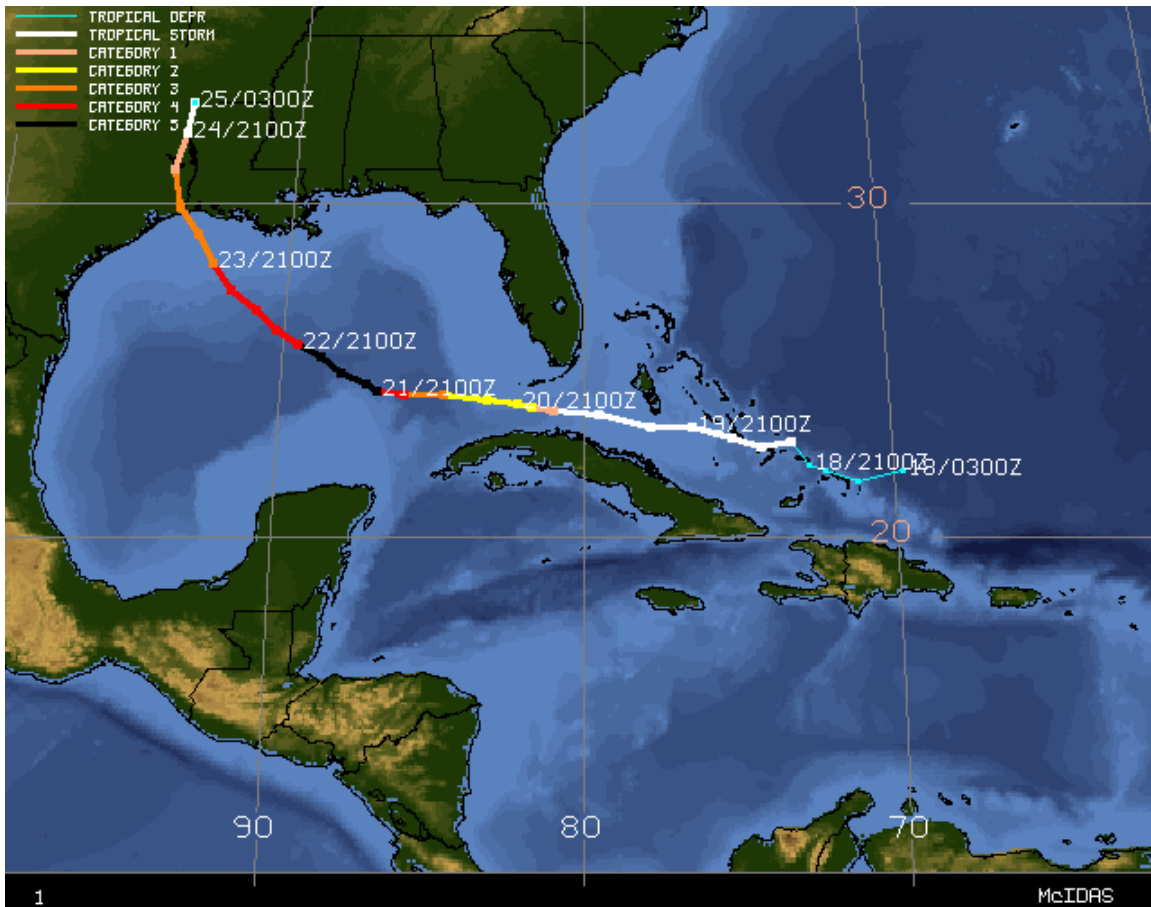 TROPICAL DEPR
TROPICAL STORM
CATEGORY 1
CATEGORY 2
CATEGORY 3
CATEGORY 4
CATEGORY 5
25/0300Z
24/2100Z
30
23/2100Z
22/2100Z
21/2100Z
20/2100Z
19/2100Z
18/2100Z
18/0300Z
20
90
80
70
1
McIDAS